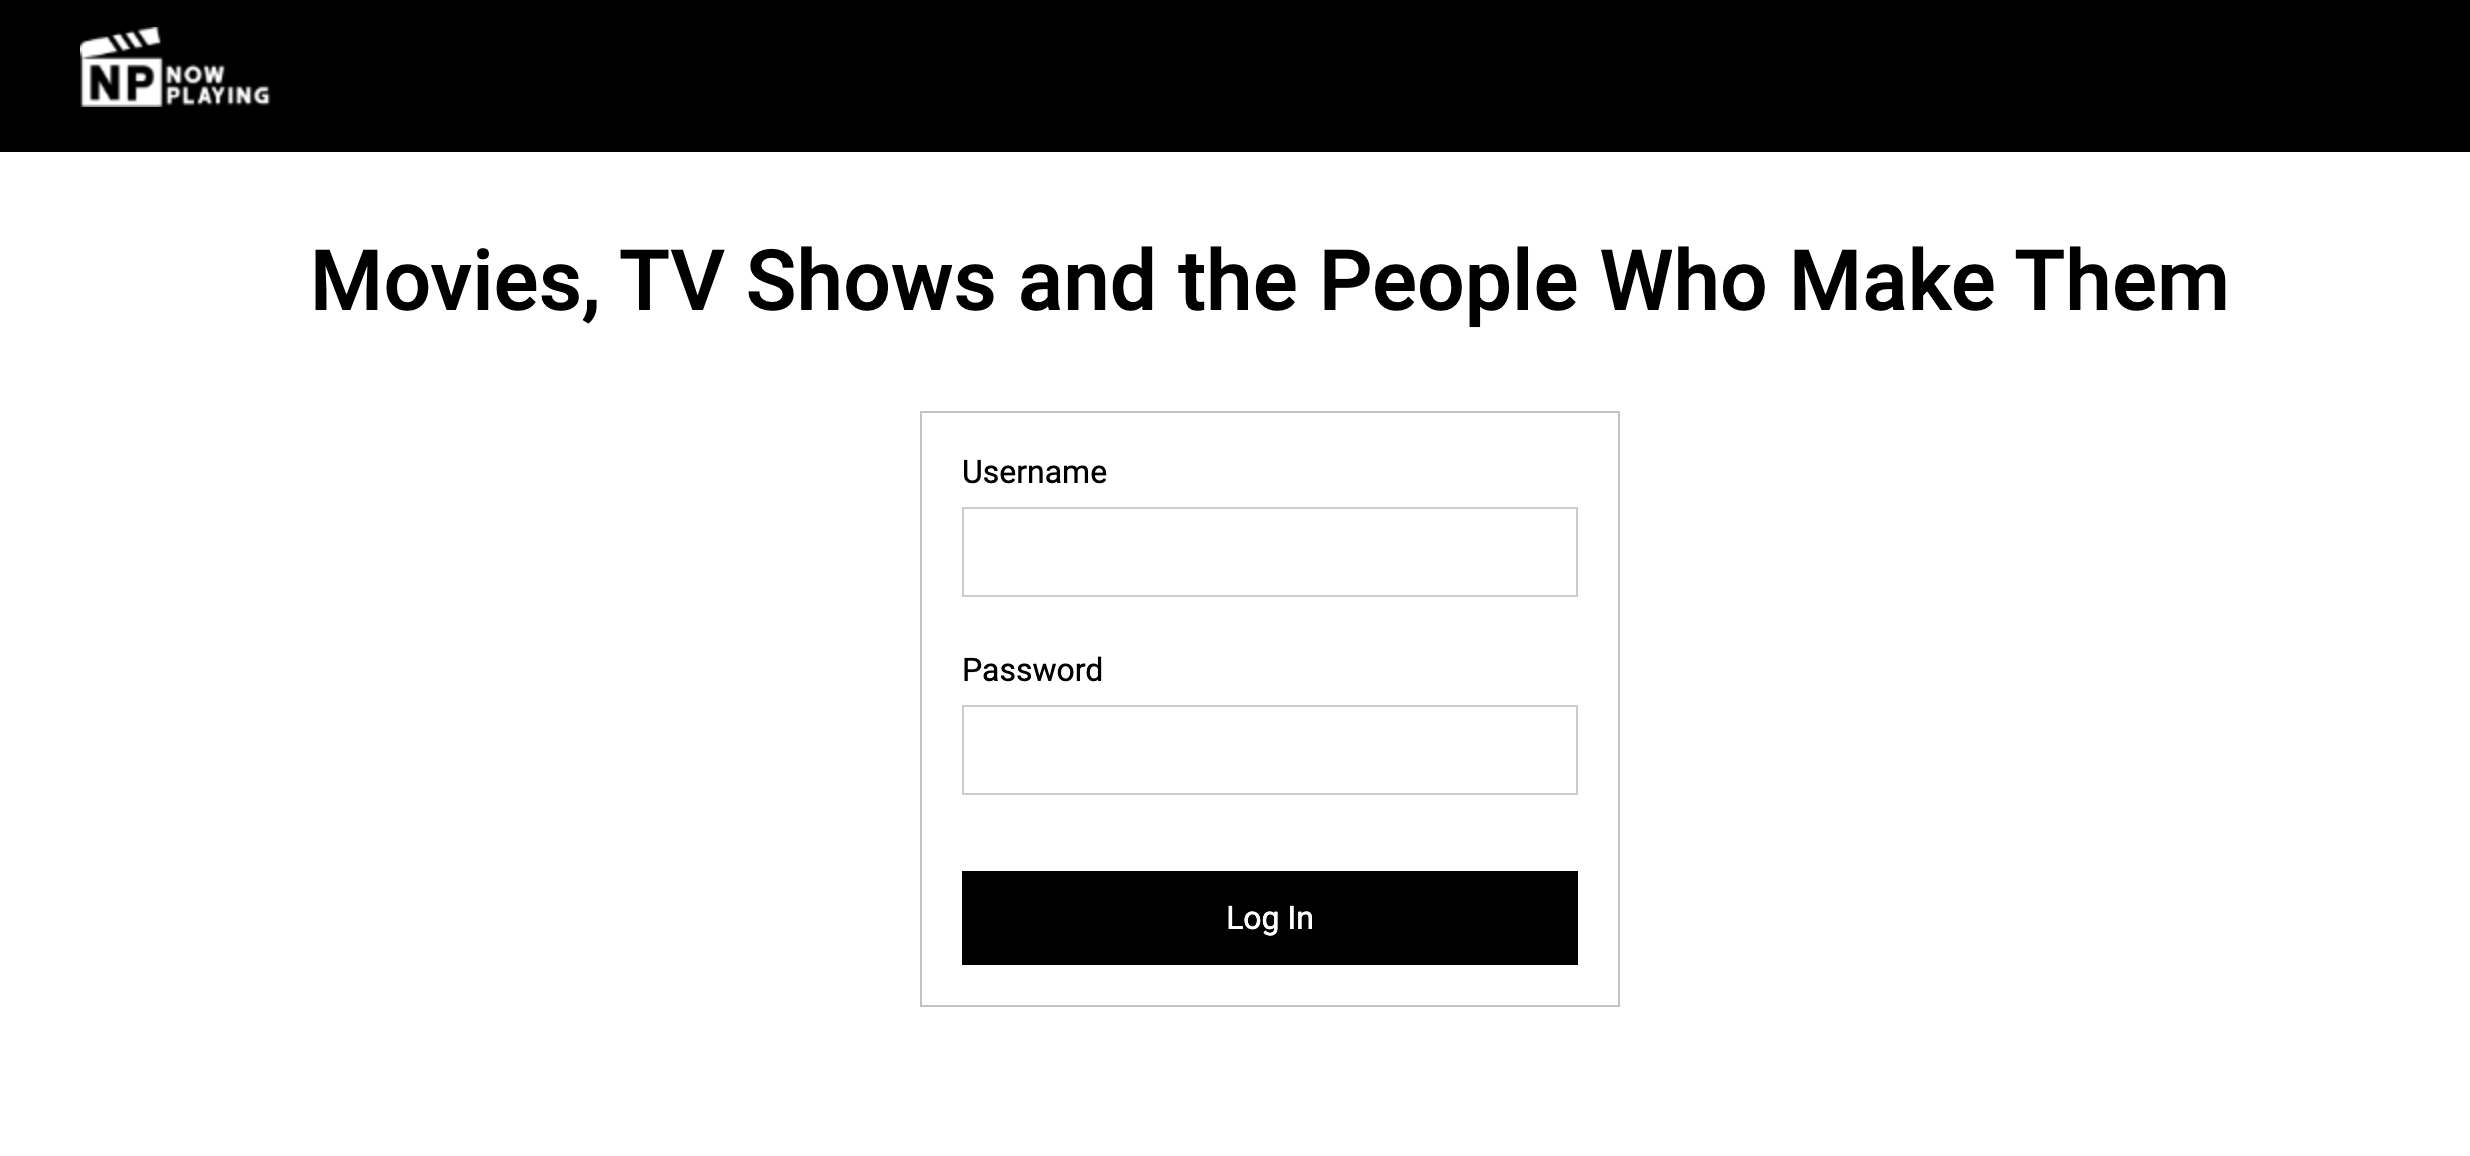 NP NOW
PLAYING
Movies, TV Shows and the People Who Make Them
Username
Password
Log In